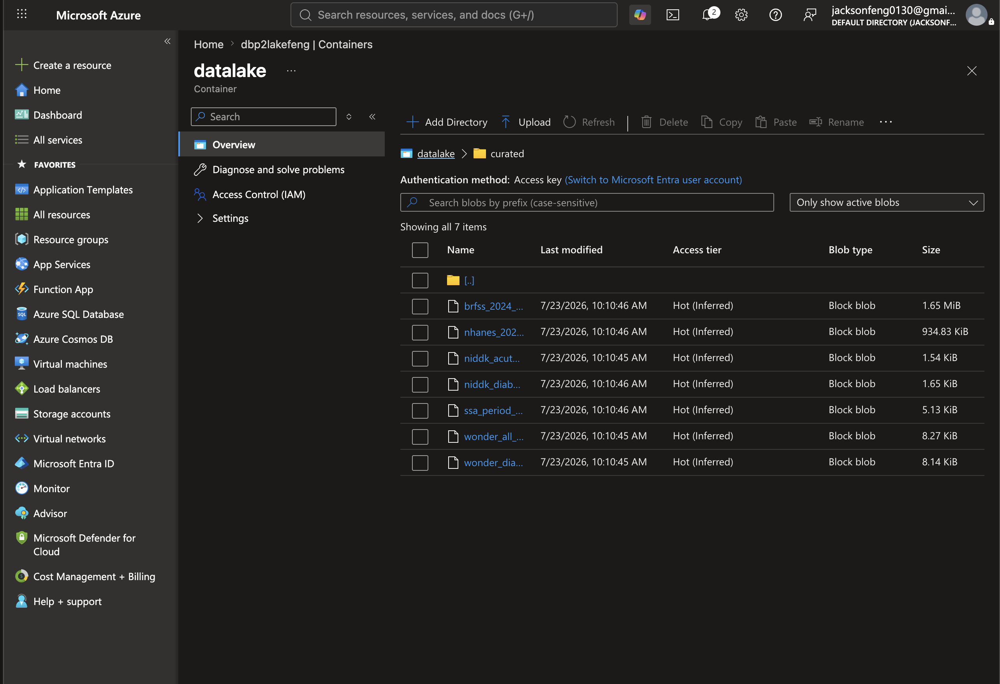 Microsoft Azure
Search resources, services, and docs (G+/)
2
jacksonfeng0130@gmai...
DEFAULT DIRECTORY (JACKSONF...
Create a resource
Home
Dashboard
All services
FAVORITES
Application Templates
All resources
Resource groups
App Services
Function App
SQL
Azure SQL Database
Azure Cosmos DB
Virtual machines
Load balancers
Storage accounts
Virtual networks
Microsoft Entra ID
Monitor
Advisor
Microsoft Defender for
Cloud
Cost Management + Billing
Help + support
Home > dbp2lakefeng | Containers
datalake ...
Container
Search
Overview
Diagnose and solve problems
Access Control (IAM)
Settings
Add Directory Upload Refresh | Delete Copy Paste Rename ...
datalake > curated
Authentication method: Access key (Switch to Microsoft Entra user account)
Search blobs by prefix (case-sensitive)
Only show active blobs
Showing all 7 items
Name Last modified Access tier Blob type Size
[..]
brfss_2024_... 7/23/2026, 10:10:46 AM Hot (Inferred) Block blob 1.65 MiB
nhanes_202... 7/23/2026, 10:10:46 AM Hot (Inferred) Block blob 934.83 KiB
niddk_acut... 7/23/2026, 10:10:45 AM Hot (Inferred) Block blob 1.54 KiB
niddk_diab... 7/23/2026, 10:10:46 AM Hot (Inferred) Block blob 1.65 KiB
ssa_period_... 7/23/2026, 10:10:46 AM Hot (Inferred) Block blob 5.13 KiB
wonder_all_... 7/23/2026, 10:10:45 AM Hot (Inferred) Block blob 8.27 KiB
wonder_dia... 7/23/2026, 10:10:45 AM Hot (Inferred) Block blob 8.14 KiB